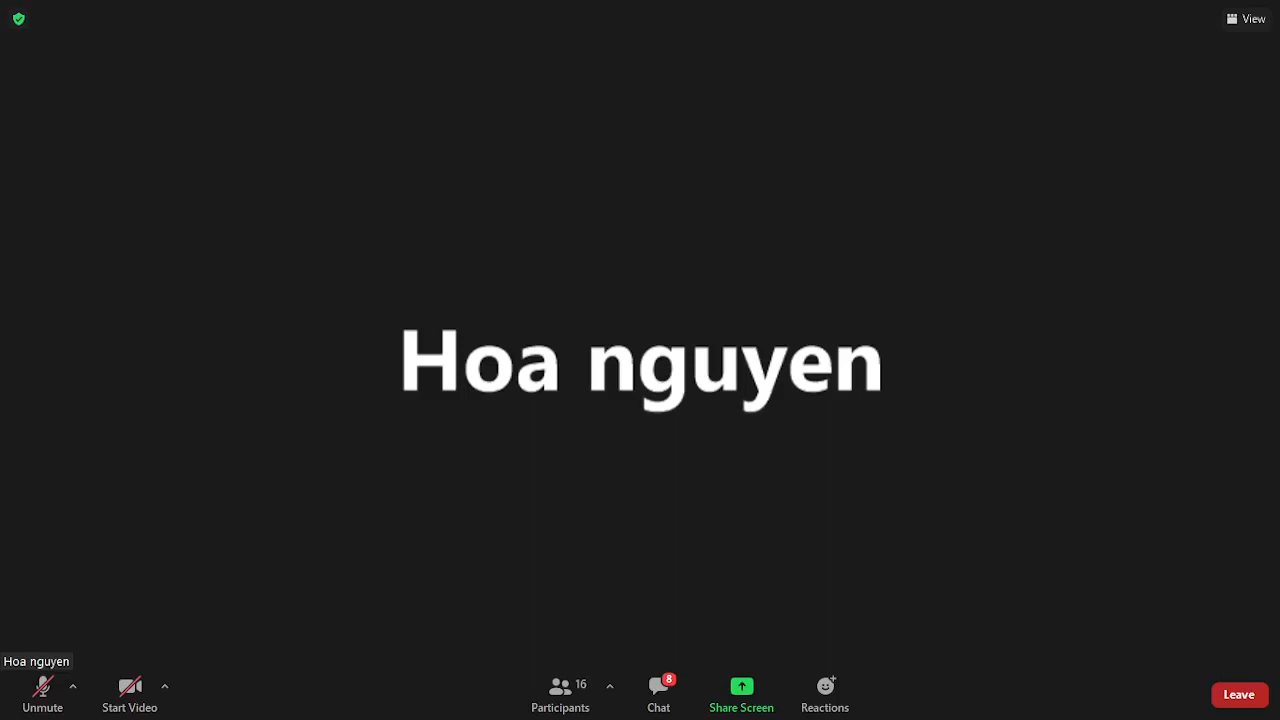 View
Hoa nguyen
Hoa nguyen
Unmute
Start Video
16
Participants
8
Chat
Share Screen
Reactions
Leave